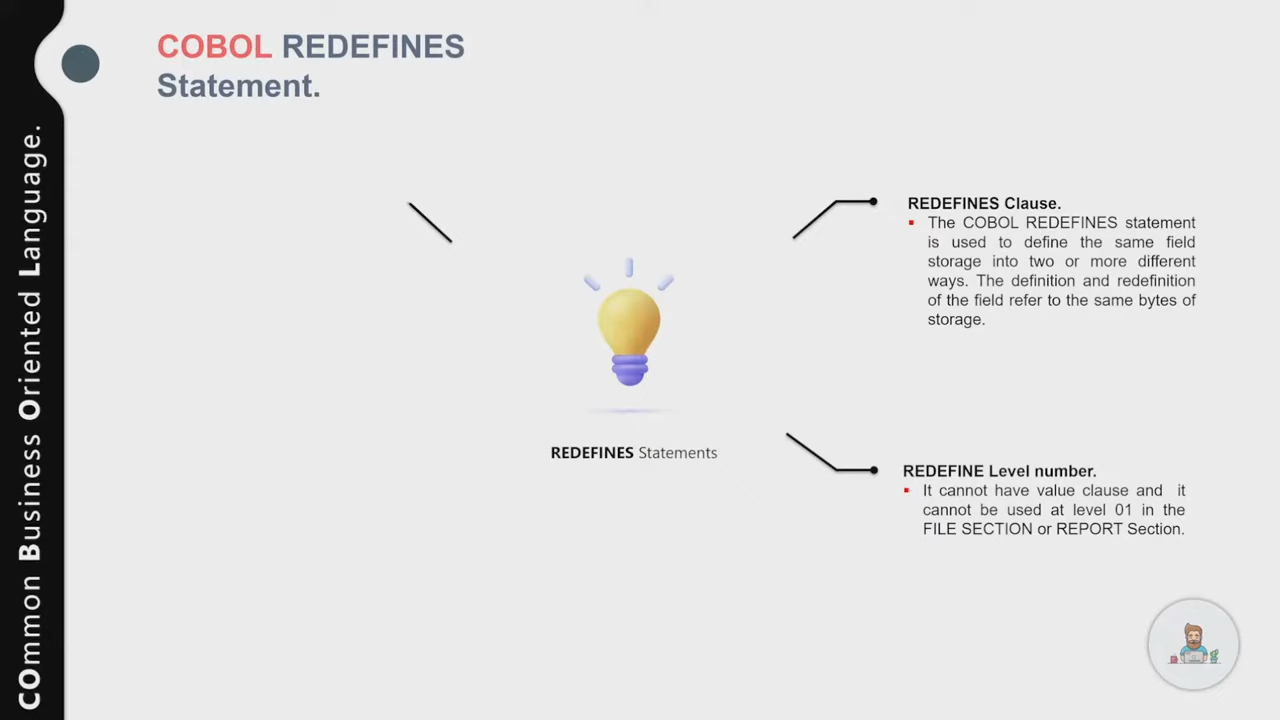 COBOL REDEFINES
Statement.
COmmon Business Oriented Language.
REDEFINES Clause.
▪ The COBOL REDEFINES statement
is used to define the same field
storage into two or more different
ways. The definition and redefinition
of the field refer to the same bytes of
storage.
REDEFINES Statements
REDEFINE Level number.
▪ It cannot have value clause and it
cannot be used at level 01 in the
FILE SECTION or REPORT Section.